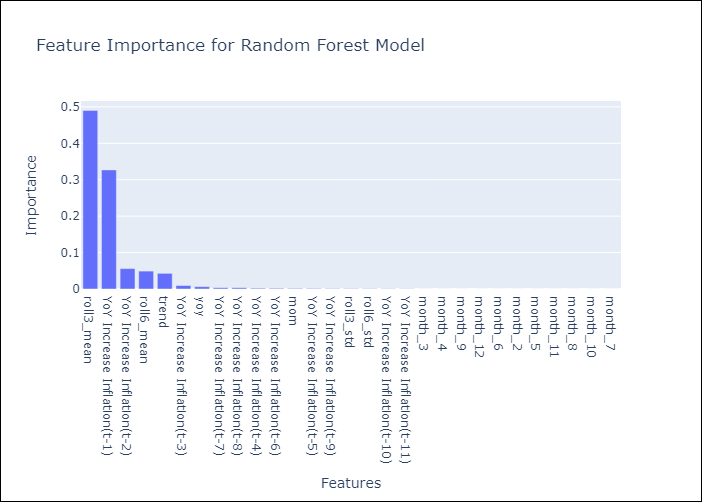 Feature Importance for Random Forest Model
Importance
0.5
0.4
0.3
0.2
0.1
0
roll3_mean
YoY Increase Inflation(t-1)
YoY Increase Inflation(t-2)
roll6_mean
trend
YoY Increase Inflation(t-3)
yoy
YoY Increase Inflation(t-7)
YoY Increase Inflation(t-8)
YoY Increase Inflation(t-4)
YoY Increase Inflation(t-6)
mom
YoY Increase Inflation(t-5)
YoY Increase Inflation(t-9)
roll3_std
roll6_std
YoY Increase Inflation(t-10)
YoY Increase Inflation(t-11)
month_3
month_4
month_9
month_12
month_6
month_2
month_5
month_11
month_8
month_10
month_7
Features